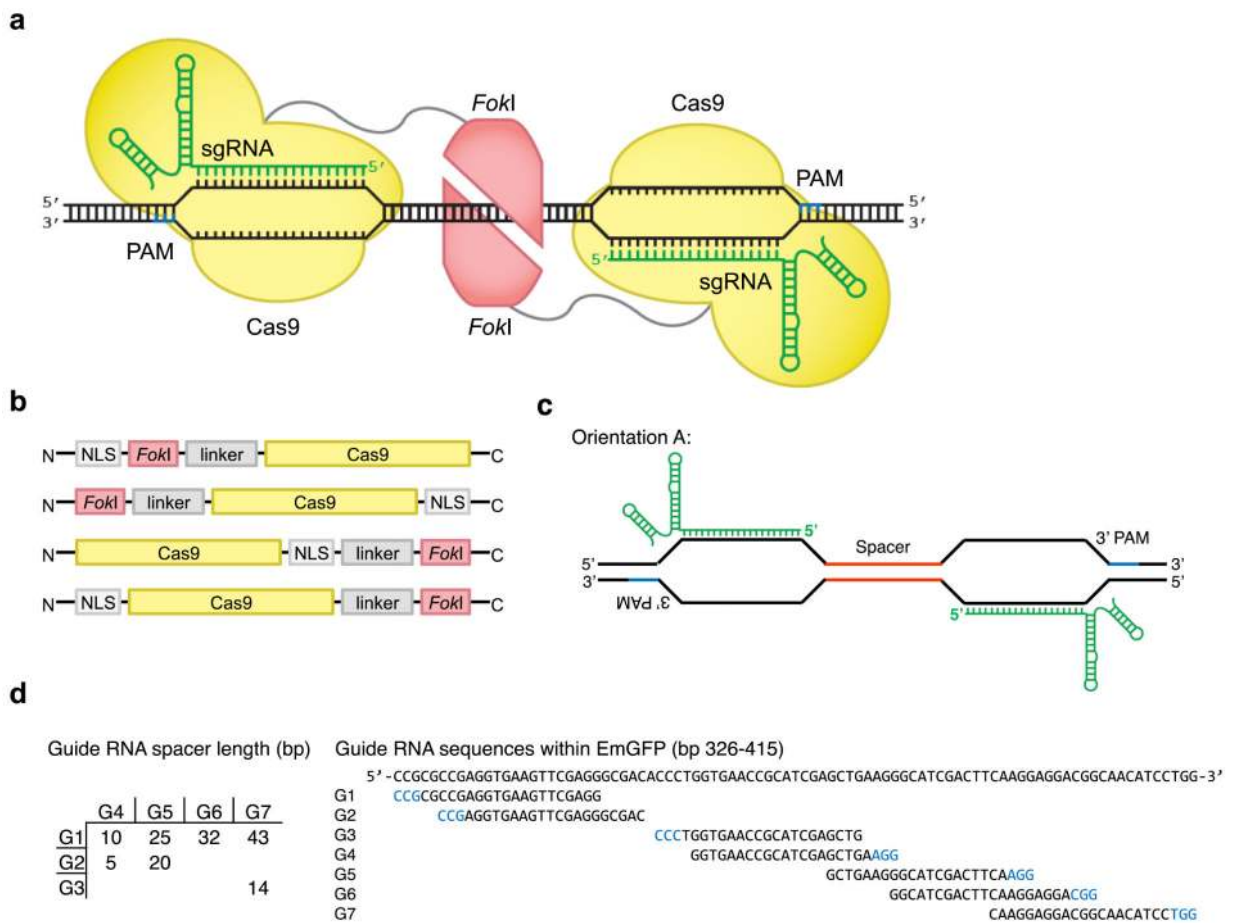 a
FokI
Cas9
sgRNA
5'
PAM
5'
3'
5'
3'
PAM
5'
sgRNA
Cas9
FokI
b
N NLS FokI linker Cas9 C
N FokI linker Cas9 NLS C
N Cas9 NLS linker FokI C
N NLS Cas9 linker FokI C
c
Orientation A:
5'
Spacer
3' PAM
5'
3'
3'
5'
3' PAM
5'
d
Guide RNA spacer length (bp)
G4 G5 G6 G7
G1 10 25 32 43
G2 5 20
G3 14
Guide RNA sequences within EmGFP (bp 326-415)
5'-CCGCGCCGAGGTGAAGTTCGAGGGCGACACCCTGGTGAACCGCATCGAGCTGAAGGGCATCGACTTCAAGGAGGACGGCAACATCCTGG-3'
G1 CCGCGCCGAGGTGAAGTTCGAGG
G2 CCGAGGTGAAGTTCGAGGGCGAC
G3 CCCTGGTGAACCGCATCGAGCTG
G4 GGTGAACCGCATCGAGCTGAAGG
G5 GCTGAAGGGCATCGACTTCAAGG
G6 GGCATCGACTTCAAGGAGGACGG
G7 CAAGGAGGACGGCAACATCCTGG